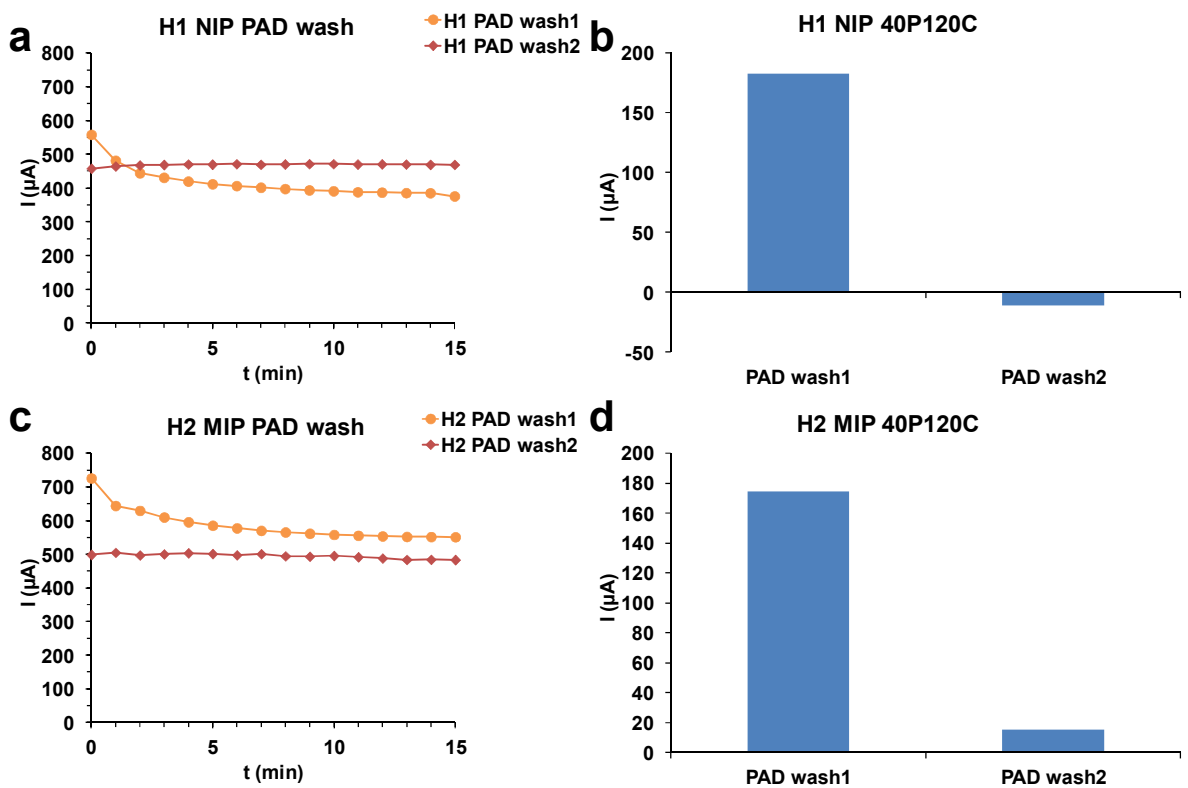 a
H1 NIP PAD wash
H1 PAD wash1
H1 PAD wash2
800
700
600
500
400
300
200
100
0
I (µA)
0
5
10
15
t (min)
b
H1 NIP 40P120C
200
150
100
50
0
-50
I (µA)
PAD wash1
PAD wash2
c
H2 MIP PAD wash
H2 PAD wash1
H2 PAD wash2
800
700
600
500
400
300
200
100
0
I (µA)
0
5
10
15
t (min)
d
H2 MIP 40P120C
200
180
160
140
120
100
80
60
40
20
0
I (µA)
PAD wash1
PAD wash2